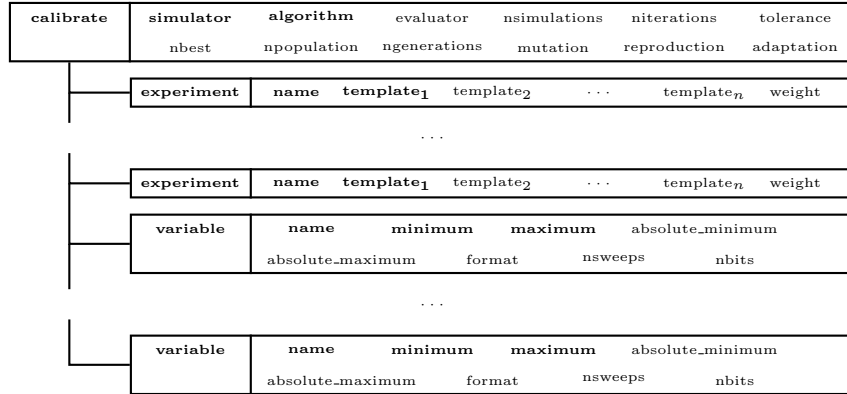 calibrate simulator algorithm evaluator nsimulations niterations tolerance
nbest npopulation ngenerations mutation reproduction adaptation
experiment name template₁ template₂ ... templateₙ weight
...
experiment name template₁ template₂ ... templateₙ weight
variable name minimum maximum absolute_minimum
absolute_maximum format nsweeps nbits
...
variable name minimum maximum absolute_minimum
absolute_maximum format nsweeps nbits